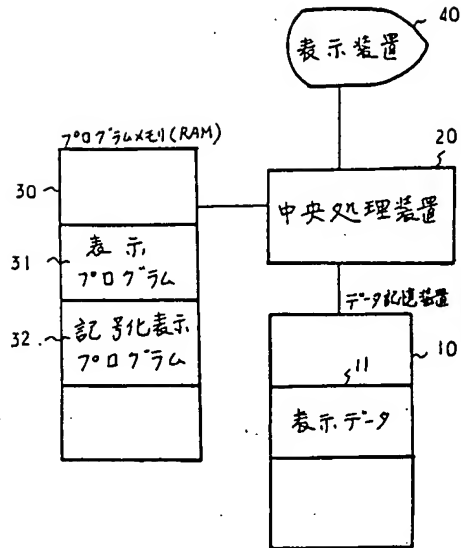 40
表示装置
プログラムメモリ(RAM)
20
30
中央処理装置
31
表示
プログラム
データ記憶装置
32
記号化表示
プログラム
10
11
表示データ